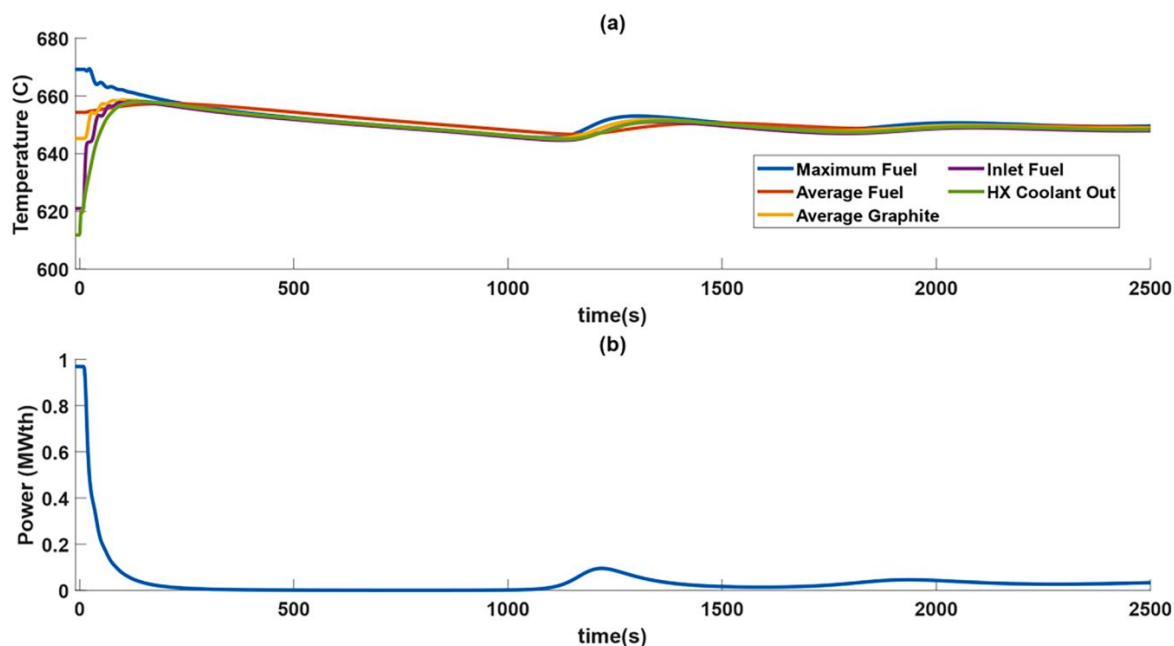 (a)
Temperature (C)
680
660
640
620
600
Maximum Fuel
Average Fuel
Average Graphite
Inlet Fuel
HX Coolant Out
0 500 1000 1500 2000 2500
time(s)
(b)
Power (MWth)
1
0.8
0.6
0.4
0.2
0
0 500 1000 1500 2000 2500
time(s)